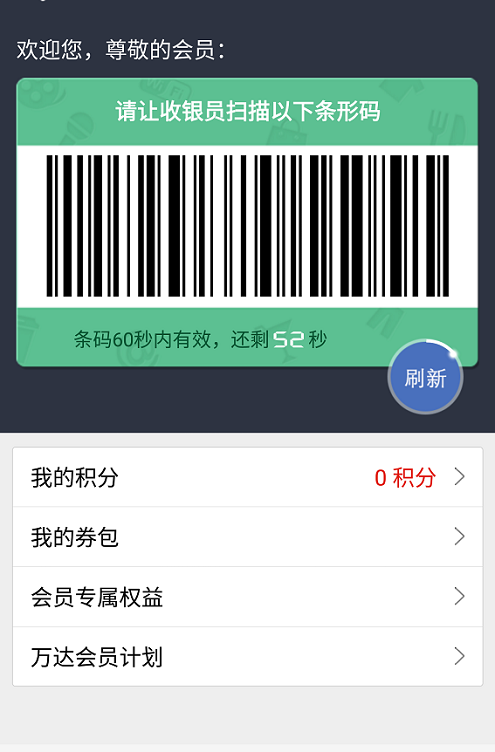 欢迎您，尊敬的会员：
请让收银员扫描以下条形码
条码60秒内有效，还剩 52 秒
刷新
我的积分 0 积分
我的券包
会员专属权益
万达会员计划